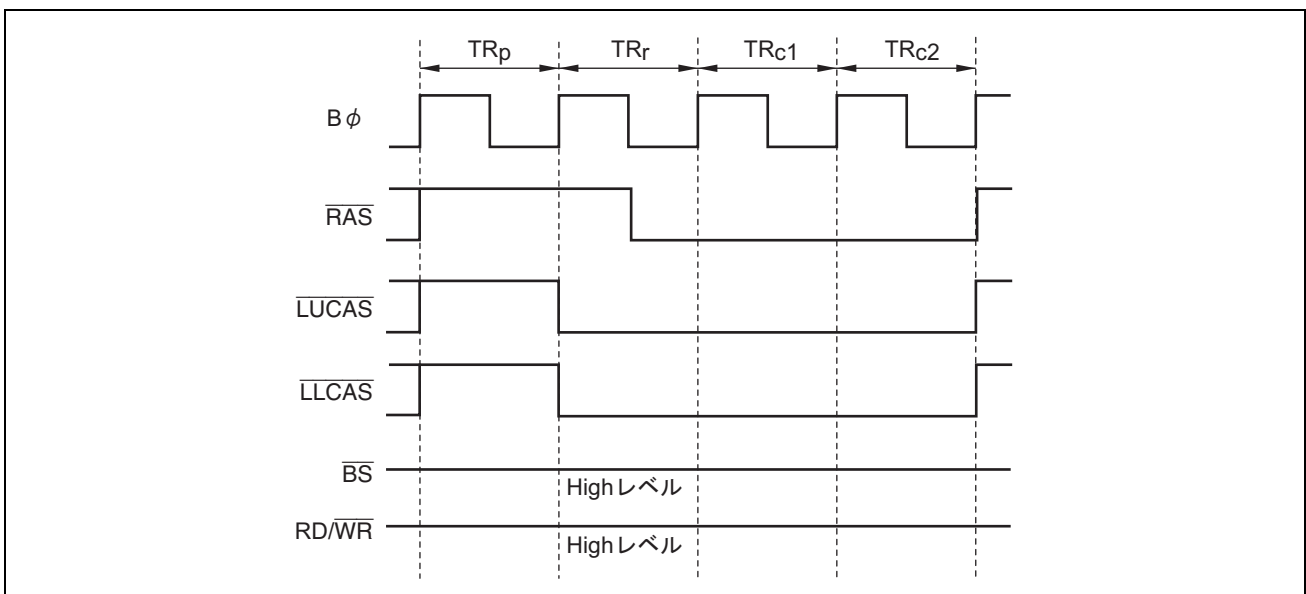 TRp TRr TRc1 TRc2
Bφ
RAS
LUCAS
LLCAS
BS
Highレベル
RD/WR
Highレベル